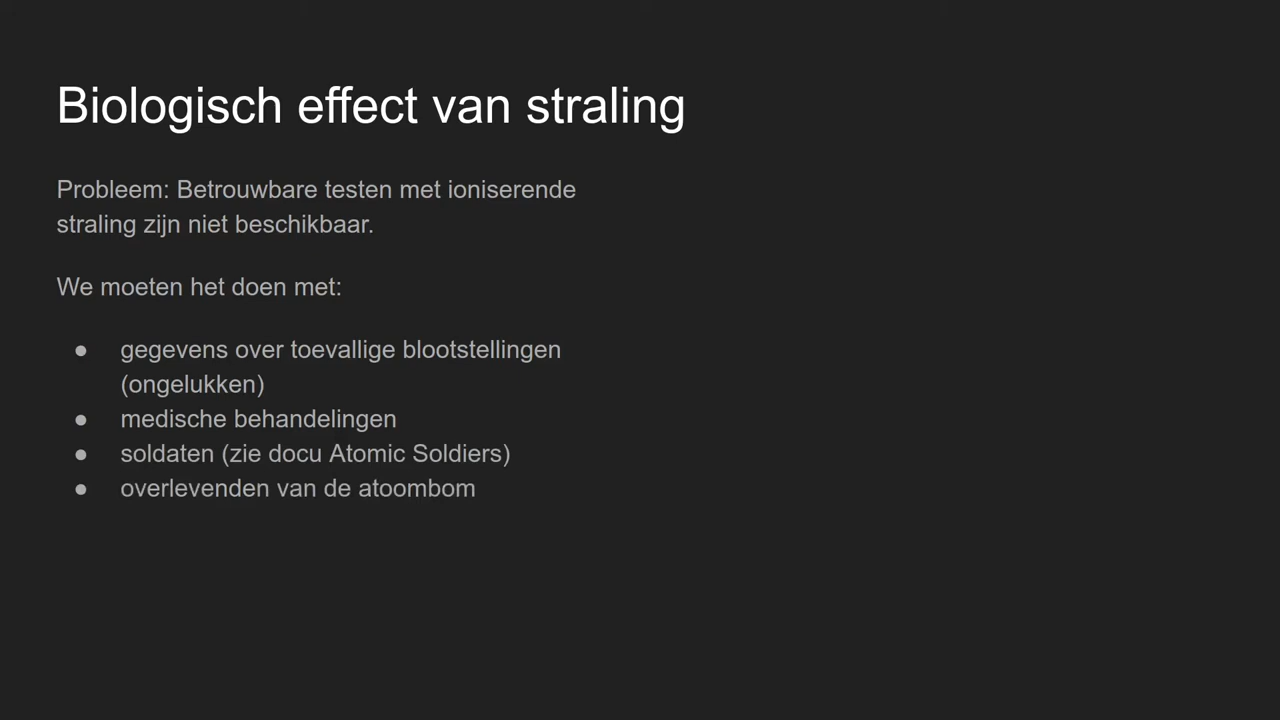 Biologisch effect van straling
Probleem: Betrouwbare testen met ioniserende
straling zijn niet beschikbaar.
We moeten het doen met:
● gegevens over toevallige blootstellingen
(ongelukken)
● medische behandelingen
● soldaten (zie docu Atomic Soldiers)
● overlevenden van de atoombom